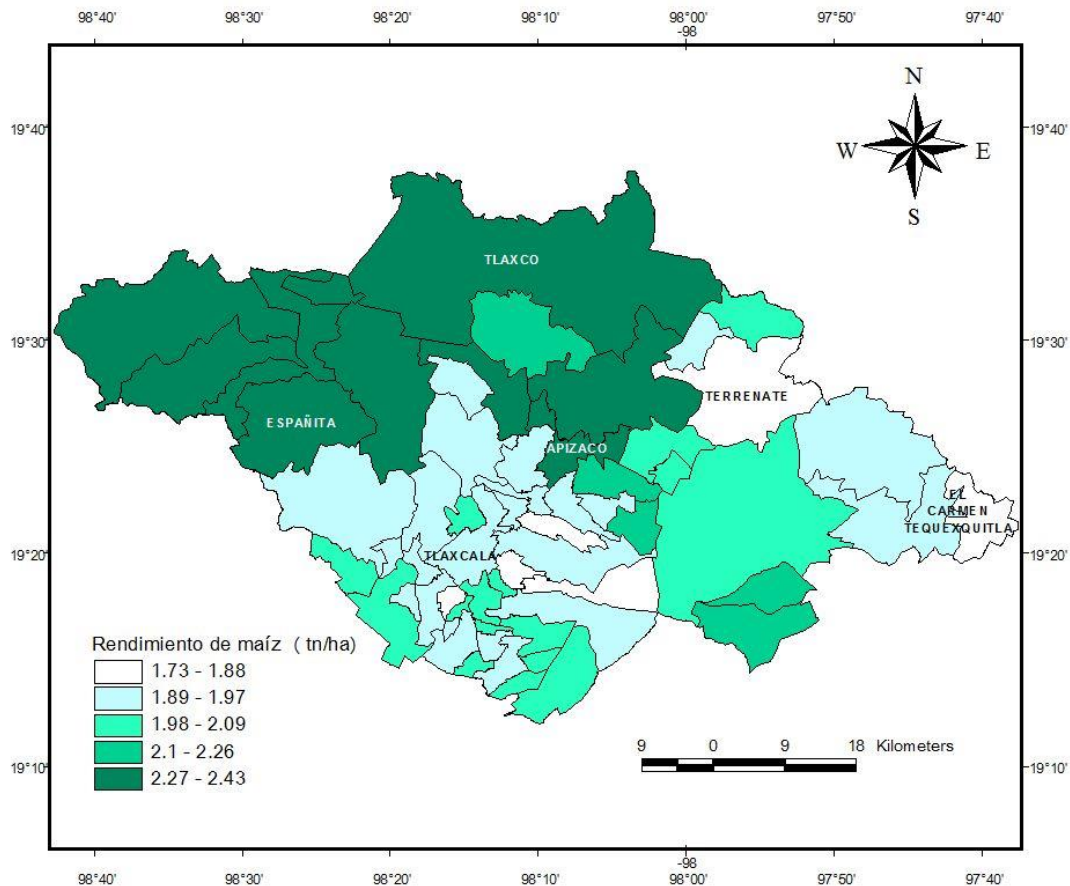 98°40' 98°30' 98°20' 98°10' 98°00' 97°50' 97°40'
-98
N
W E
S
19°40' 19°40'
TLAXCO
19°30' 19°30'
TERRENATE
ESPAÑITA
APIZACO
EL
CARMEN
TEQUEXQUITLA
19°20' TLAXCALA 19°20'
Rendimiento de maíz ( tn/ha)
1.73 - 1.88
1.89 - 1.97
1.98 - 2.09
2.1 - 2.26
2.27 - 2.43
9 0 9 18 Kilometers
19°10' 19°10'
-98
98°40' 98°30' 98°20' 98°10' 98°00' 97°50' 97°40'